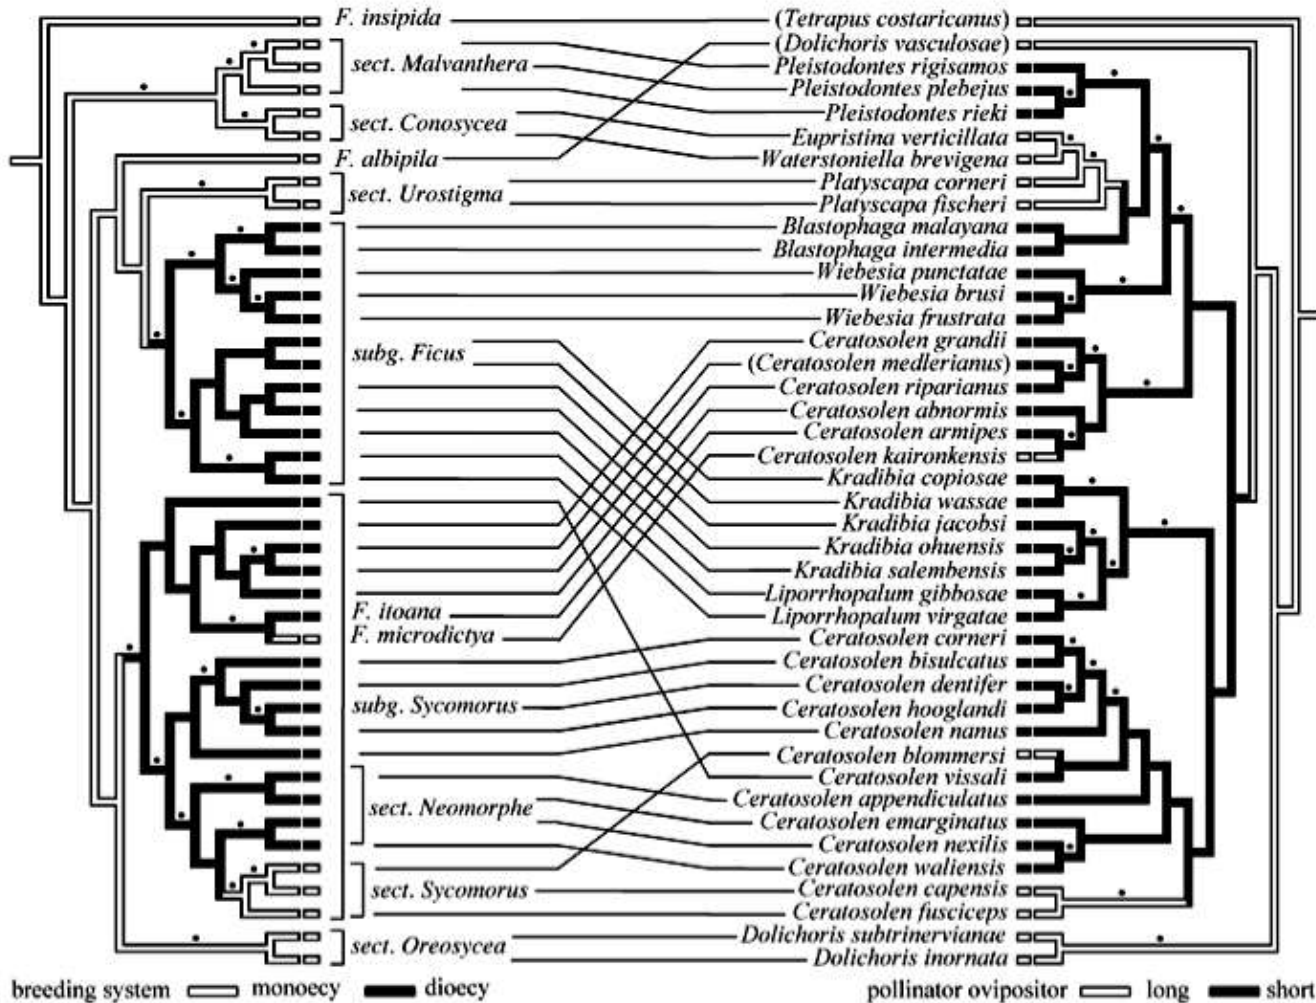 F. insipida
sect. Malvanthera
sect. Conosycea
F. albipila
sect. Urostigma
subg. Ficus
F. itoana
F. microdictya
subg. Sycomorus
sect. Neomorphe
sect. Sycomorus
sect. Oreosycea
(Tetrapus costaricanus)
(Dolichoris vasculosae)
Pleistodontes rigisamos
Pleistodontes plebejus
Pleistodontes rieki
Eupristina verticillata
Waterstoniella brevigena
Platyscapa corneri
Platyscapa fischeri
Blastophaga malayana
Blastophaga intermedia
Wiebesia punctatae
Wiebesia brusi
Wiebesia frustrata
Ceratosolen grandii
(Ceratosolen medlerianus)
Ceratosolen riparianus
Ceratosolen abnormis
Ceratosolen armipes
Ceratosolen kaironkensis
Kradibia copiosae
Kradibia wassae
Kradibia jacobsi
Kradibia ohuensis
Kradibia salembensis
Liporrhopalum gibbosae
Liporrhopalum virgatae
Ceratosolen corneri
Ceratosolen bisulcatus
Ceratosolen dentifer
Ceratosolen hooglandi
Ceratosolen nanus
Ceratosolen blommersi
Ceratosolen vissali
Ceratosolen appendiculatus
Ceratosolen emarginatus
Ceratosolen nexilis
Ceratosolen waliensis
Ceratosolen capensis
Ceratosolen fusciceps
Dolichoris subtrinervianae
Dolichoris inornata
breeding system monoecy dioecy
pollinator ovipositor long short